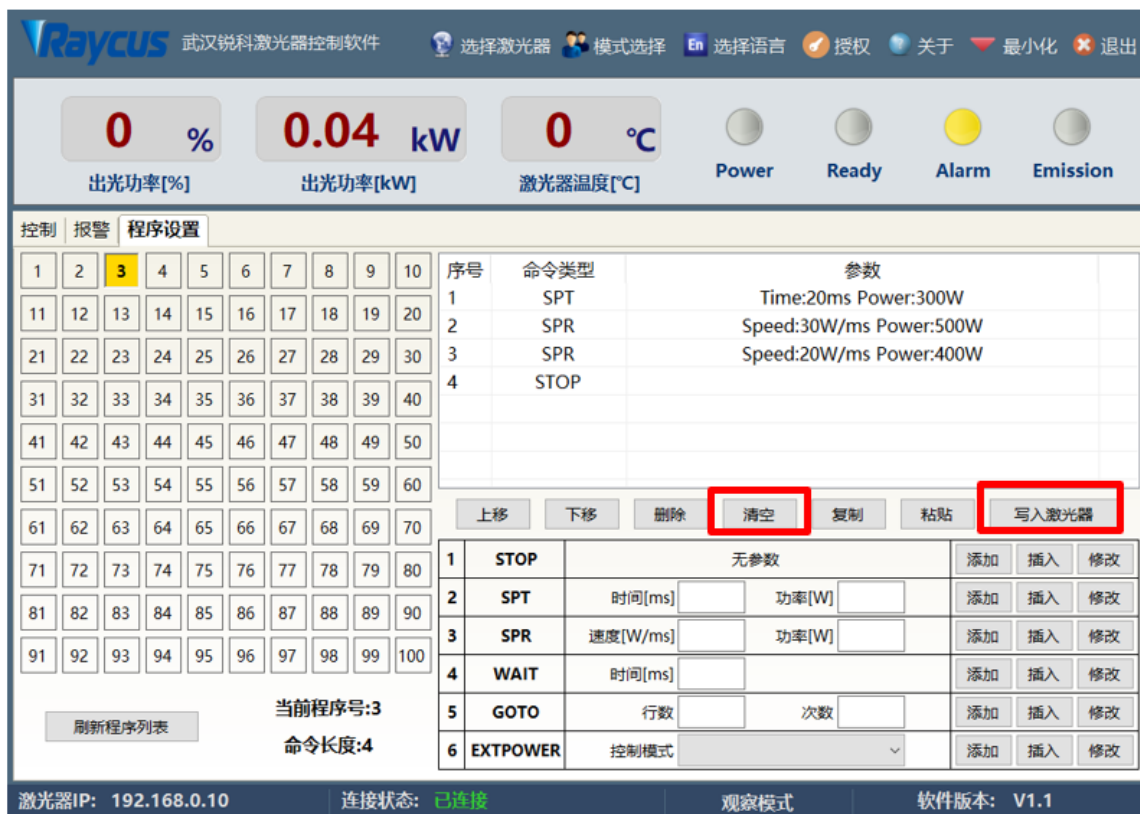 Raycus 武汉锐科激光器控制软件 选择激光器 模式选择 En 选择语言 授权 关于 最小化 退出
0 % 0.04 kW 0 ℃
出光功率[%] 出光功率[kW] 激光器温度[℃] Power Ready Alarm Emission
控制 报警 程序设置
1 2 3 4 5 6 7 8 9 10
11 12 13 14 15 16 17 18 19 20
21 22 23 24 25 26 27 28 29 30
31 32 33 34 35 36 37 38 39 40
41 42 43 44 45 46 47 48 49 50
51 52 53 54 55 56 57 58 59 60
61 62 63 64 65 66 67 68 69 70
71 72 73 74 75 76 77 78 79 80
81 82 83 84 85 86 87 88 89 90
91 92 93 94 95 96 97 98 99 100
刷新程序列表
当前程序号:3
命令长度:4
序号 命令类型 参数
1 SPT Time:20ms Power:300W
2 SPR Speed:30W/ms Power:500W
3 SPR Speed:20W/ms Power:400W
4 STOP
上移 下移 删除 清空 复制 粘贴 写入激光器
1 STOP 无参数 添加 插入 修改
2 SPT 时间[ms] 功率[W] 添加 插入 修改
3 SPR 速度[W/ms] 功率[W] 添加 插入 修改
4 WAIT 时间[ms] 添加 插入 修改
5 GOTO 行数 次数 添加 插入 修改
6 EXTPOWER 控制模式 添加 插入 修改
激光器IP: 192.168.0.10 连接状态: 已连接 观察模式 软件版本: V1.1